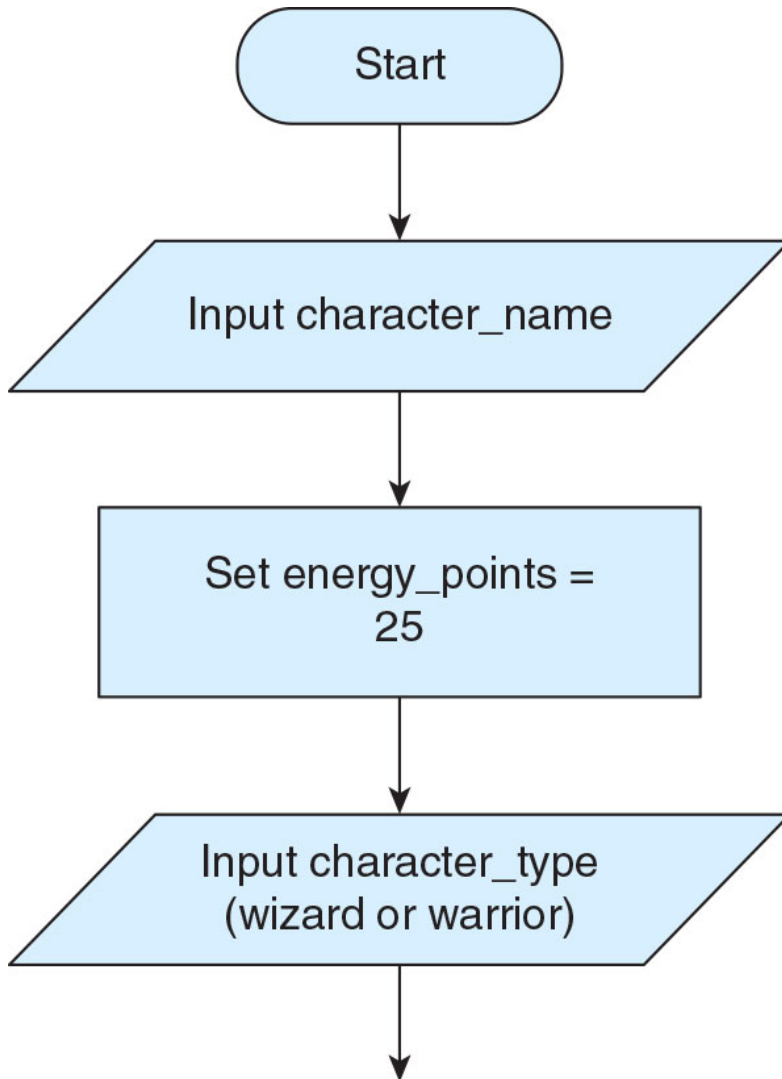 Start
Input character_name
Set energy_points =
25
Input character_type
(wizard or warrior)